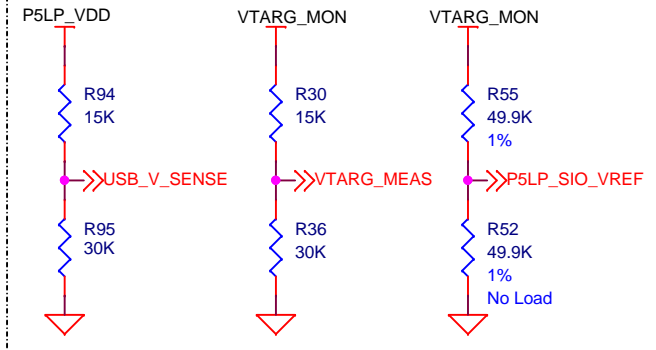 P5LP_VDD
VTARG_MON
VTARG_MON
R94
15K
R30
15K
R55
49.9K
1%
USB_V_SENSE
VTARG_MEAS
P5LP_SIO_VREF
R95
30K
R36
30K
R52
49.9K
1%
No Load